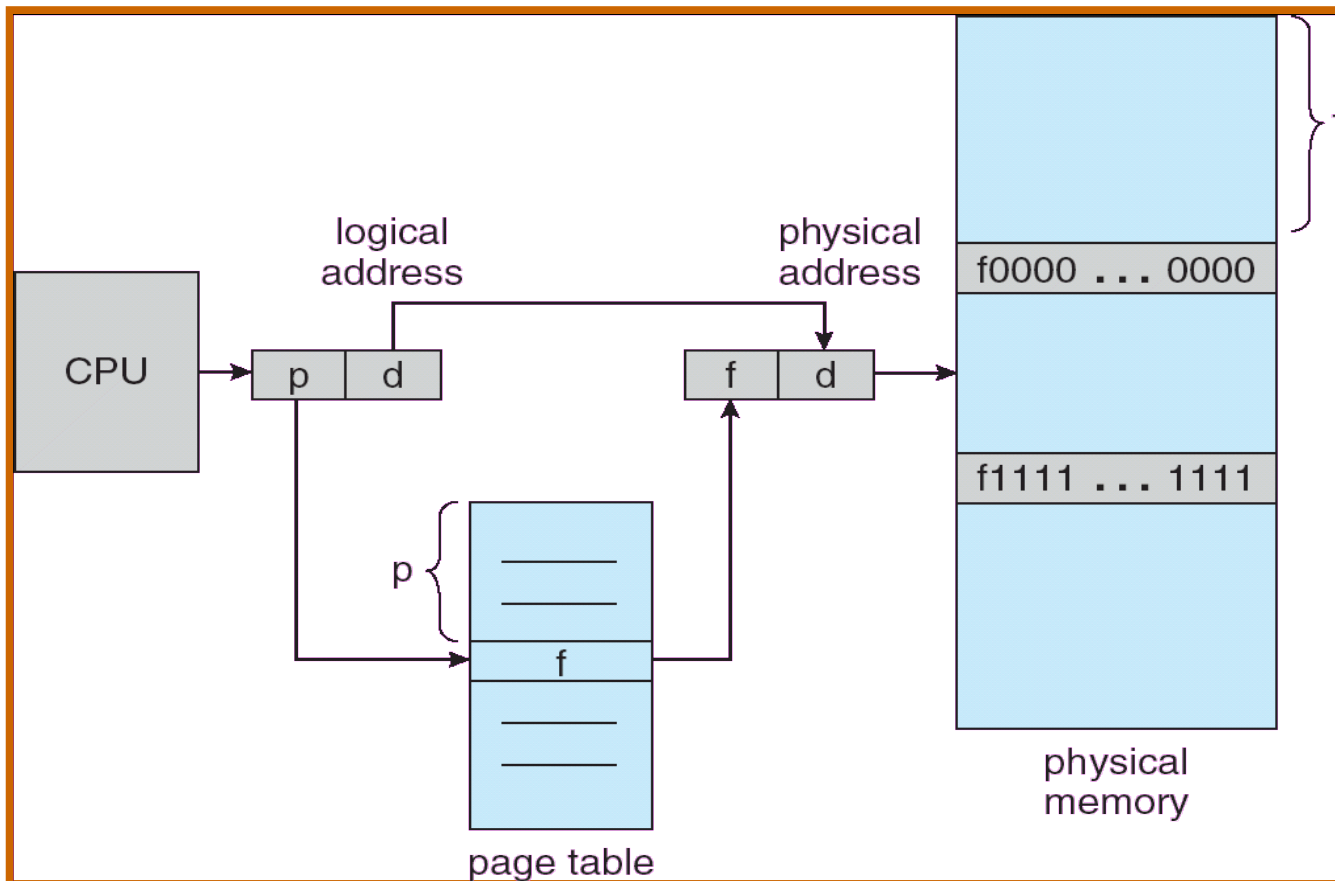 logical
address
physical
address
CPU
p d
f d
f0000 ... 0000
f1111 ... 1111
p
f
page table
physical
memory